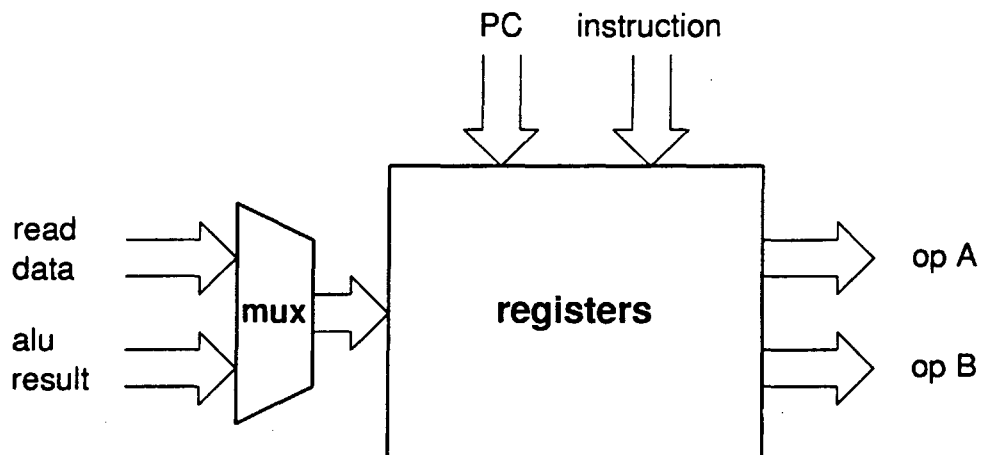 PC
instruction
read
data
mux
registers
op A
alu
result
op B